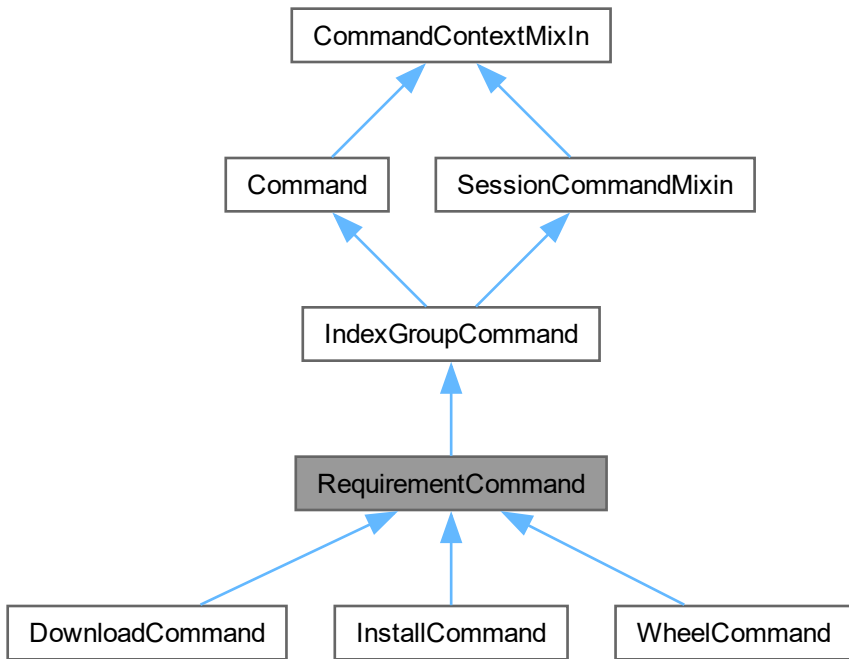 CommandContextMixIn
Command
SessionCommandMixin
IndexGroupCommand
RequirementCommand
DownloadCommand
InstallCommand
WheelCommand